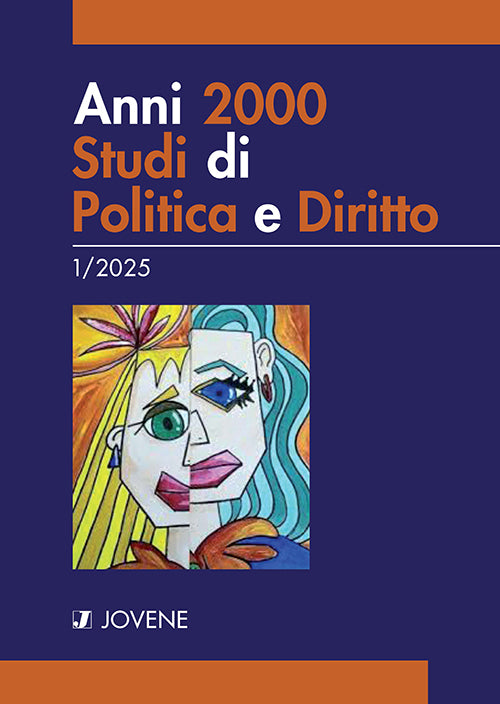 Anni 2000
Studi di
Politica e Diritto
1/2025
J JOVENE